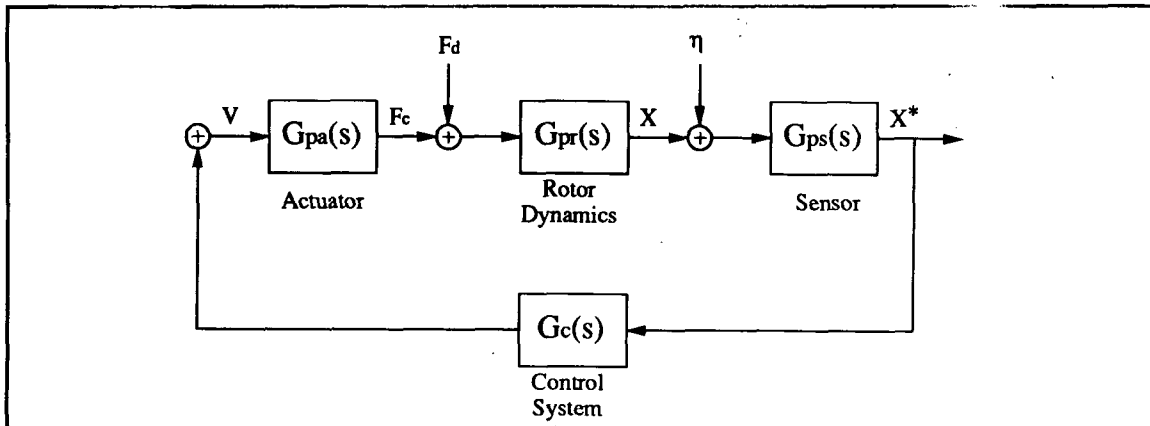 Fd
η
V
Gpa(s)
Fc
Gpr(s)
X
Gps(s)
X*
Actuator
Rotor
Dynamics
Sensor
Gc(s)
Control
System